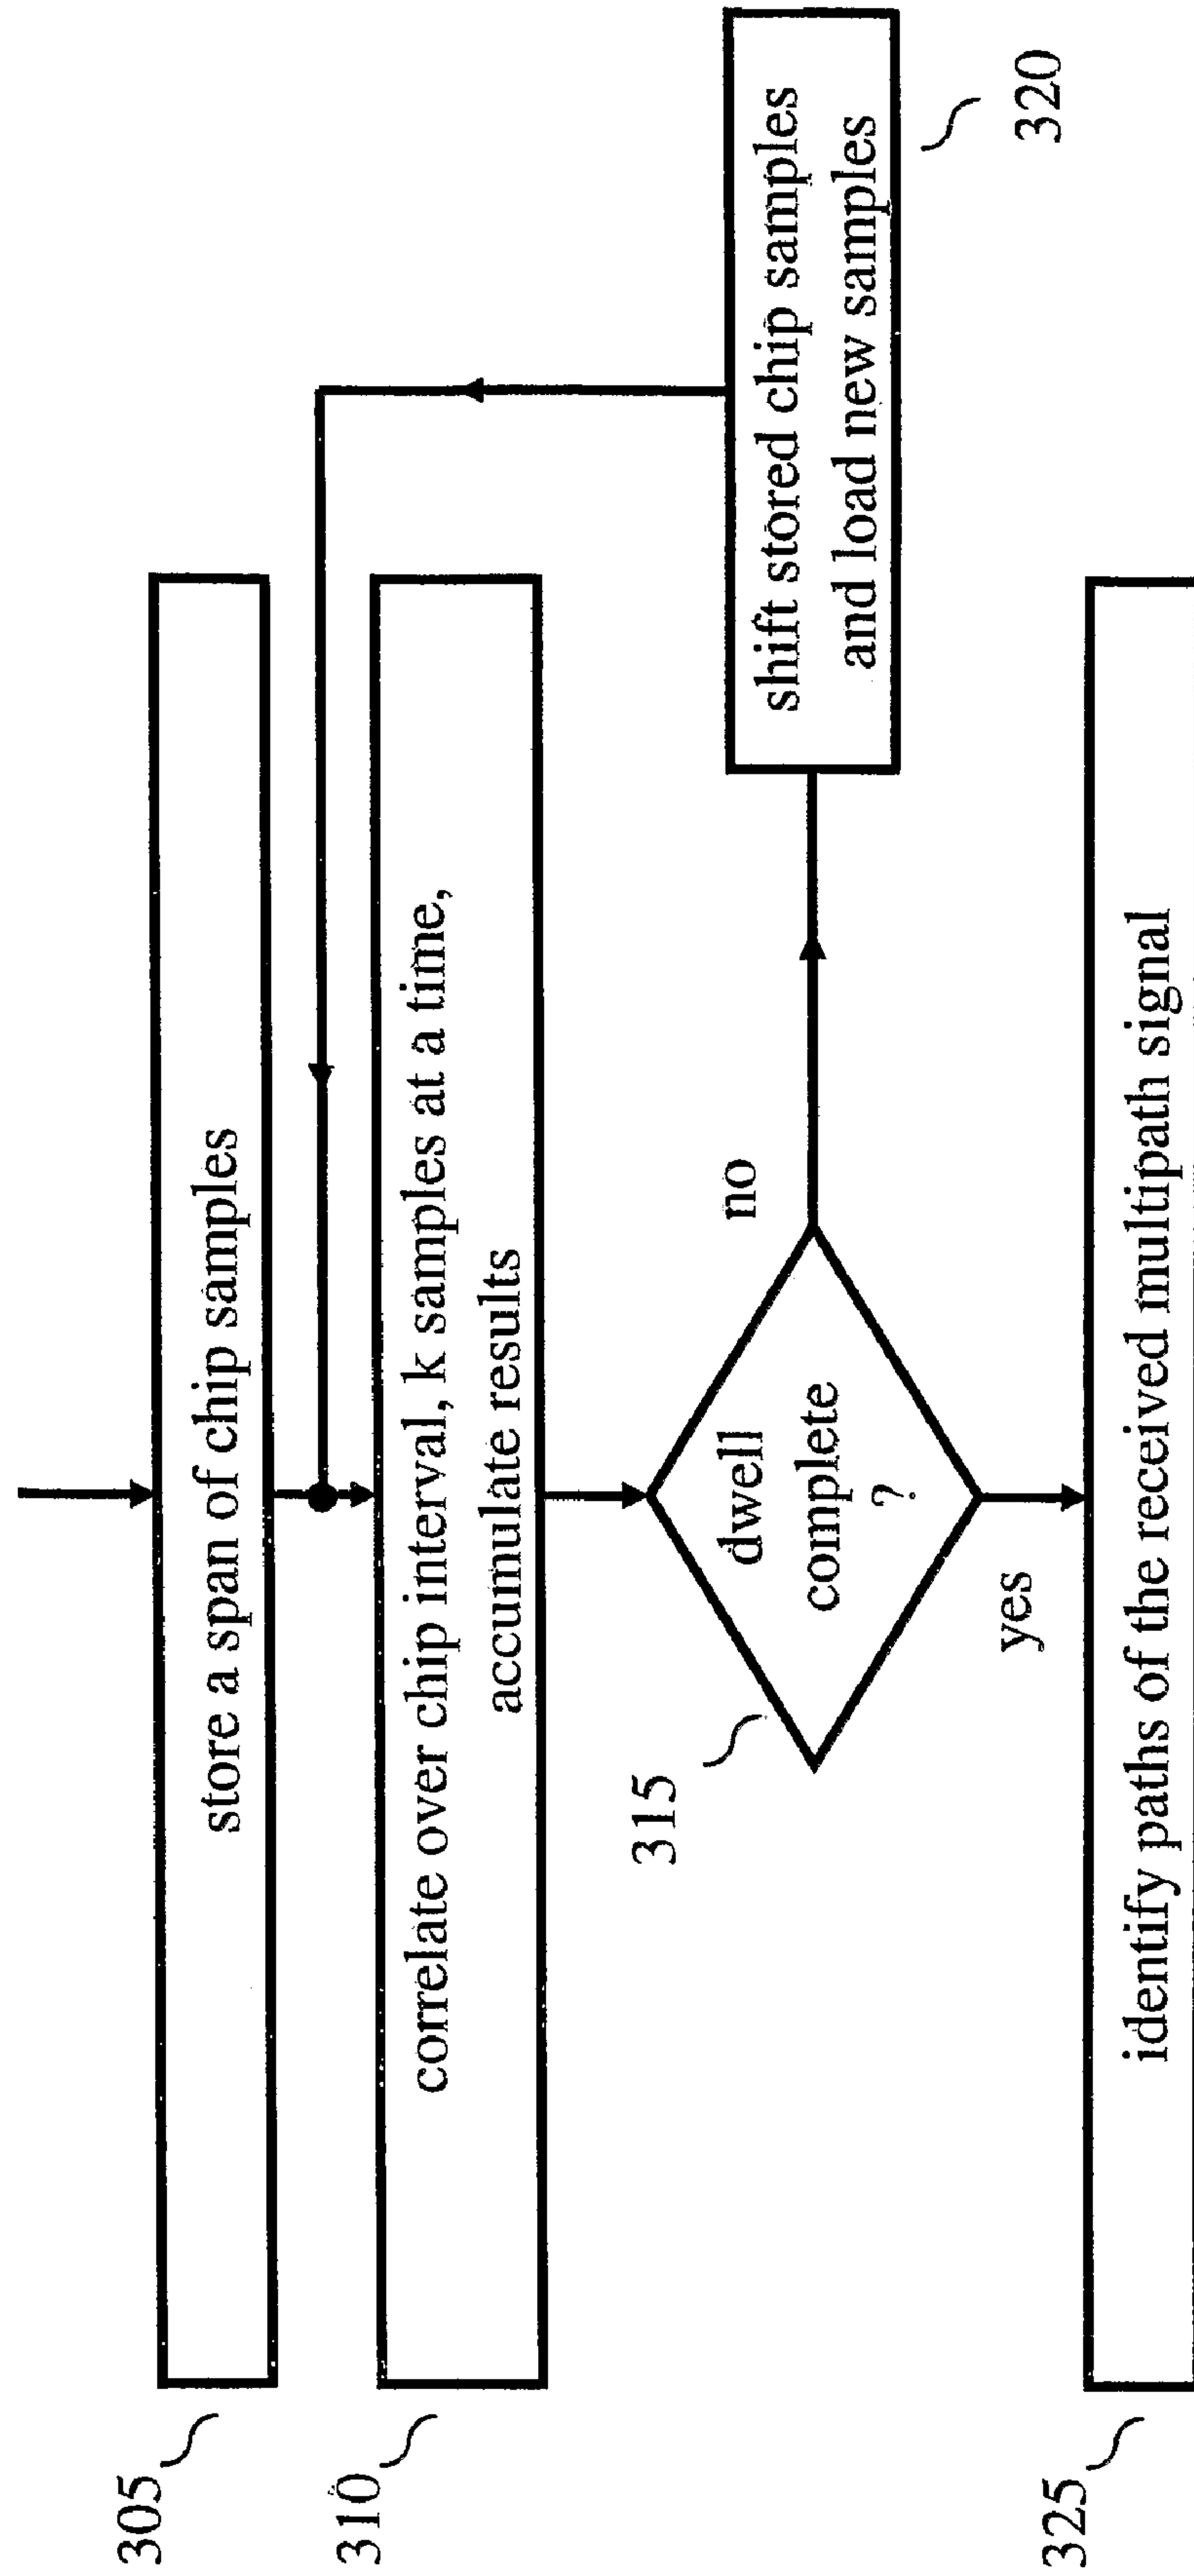 305
store a span of chip samples
310
correlate over chip interval, k samples at a time,
accumulate results
315
dwell
complete
?
no
yes
shift stored chip samples
and load new samples
320
325
identify paths of the received multipath signal